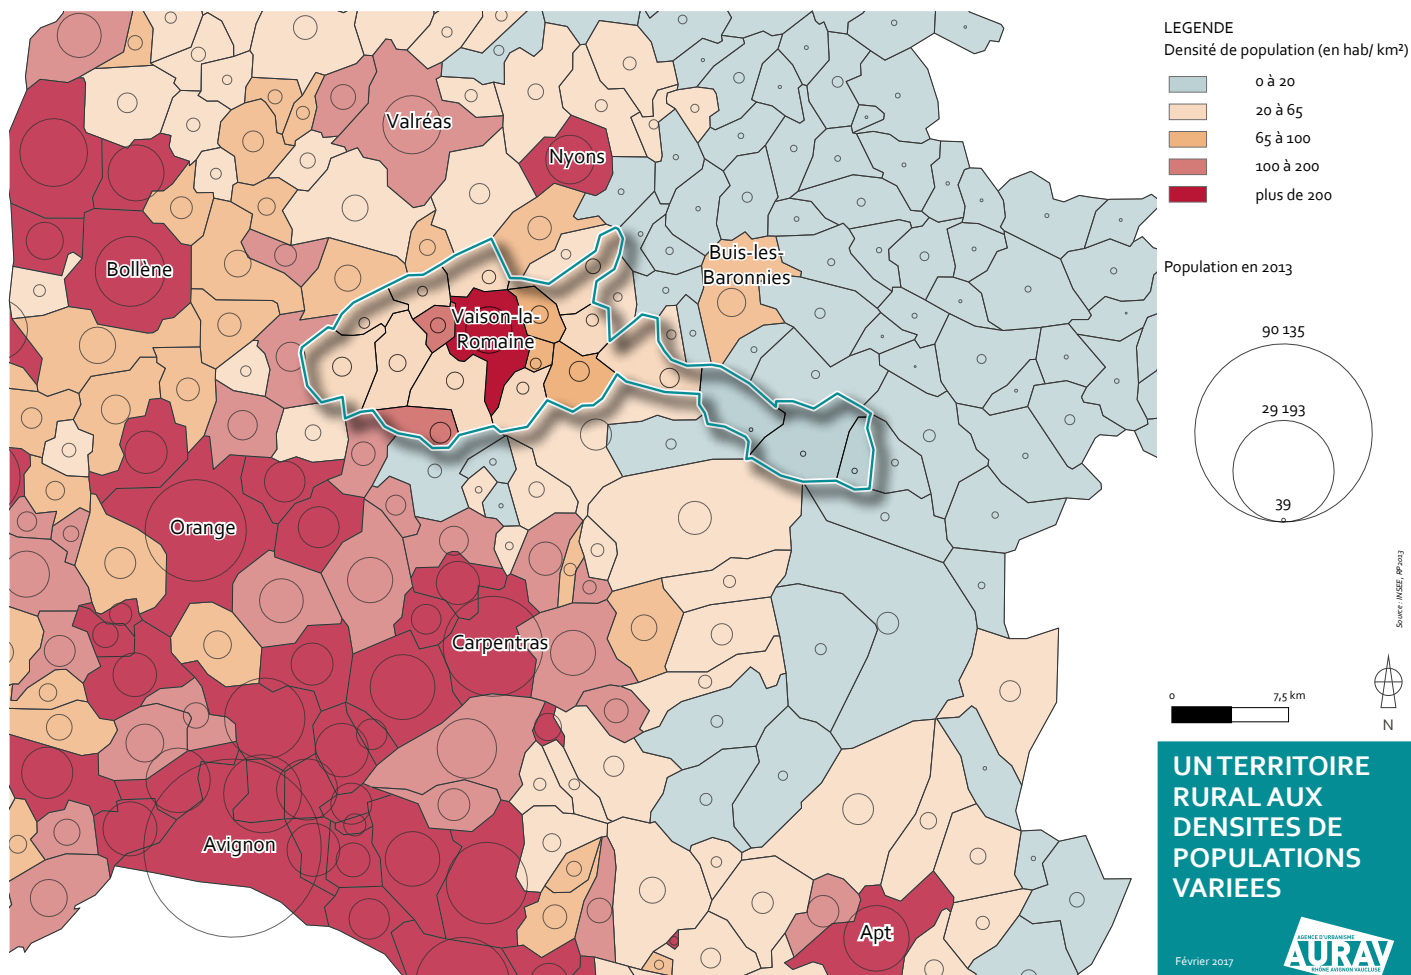 LEGENDE
Densité de population (en hab/ km²)
0 à 20
20 à 65
65 à 100
100 à 200
plus de 200
Population en 2013
90 135
29 193
39
Source : INSEE, RP 2013
0 7,5 km
N
UN TERRITOIRE
RURAL AUX
DENSITES DE
POPULATIONS
VARIEES
Février 2017
AGENCE D'URBANISME
AURAV
RHÔNE AVIGNON VAUCLUSE
Valréas
Nyons
Bollène
Buis-les-
Baronnies
Vaison-la-
Romaine
Orange
Carpentras
Avignon
Apt